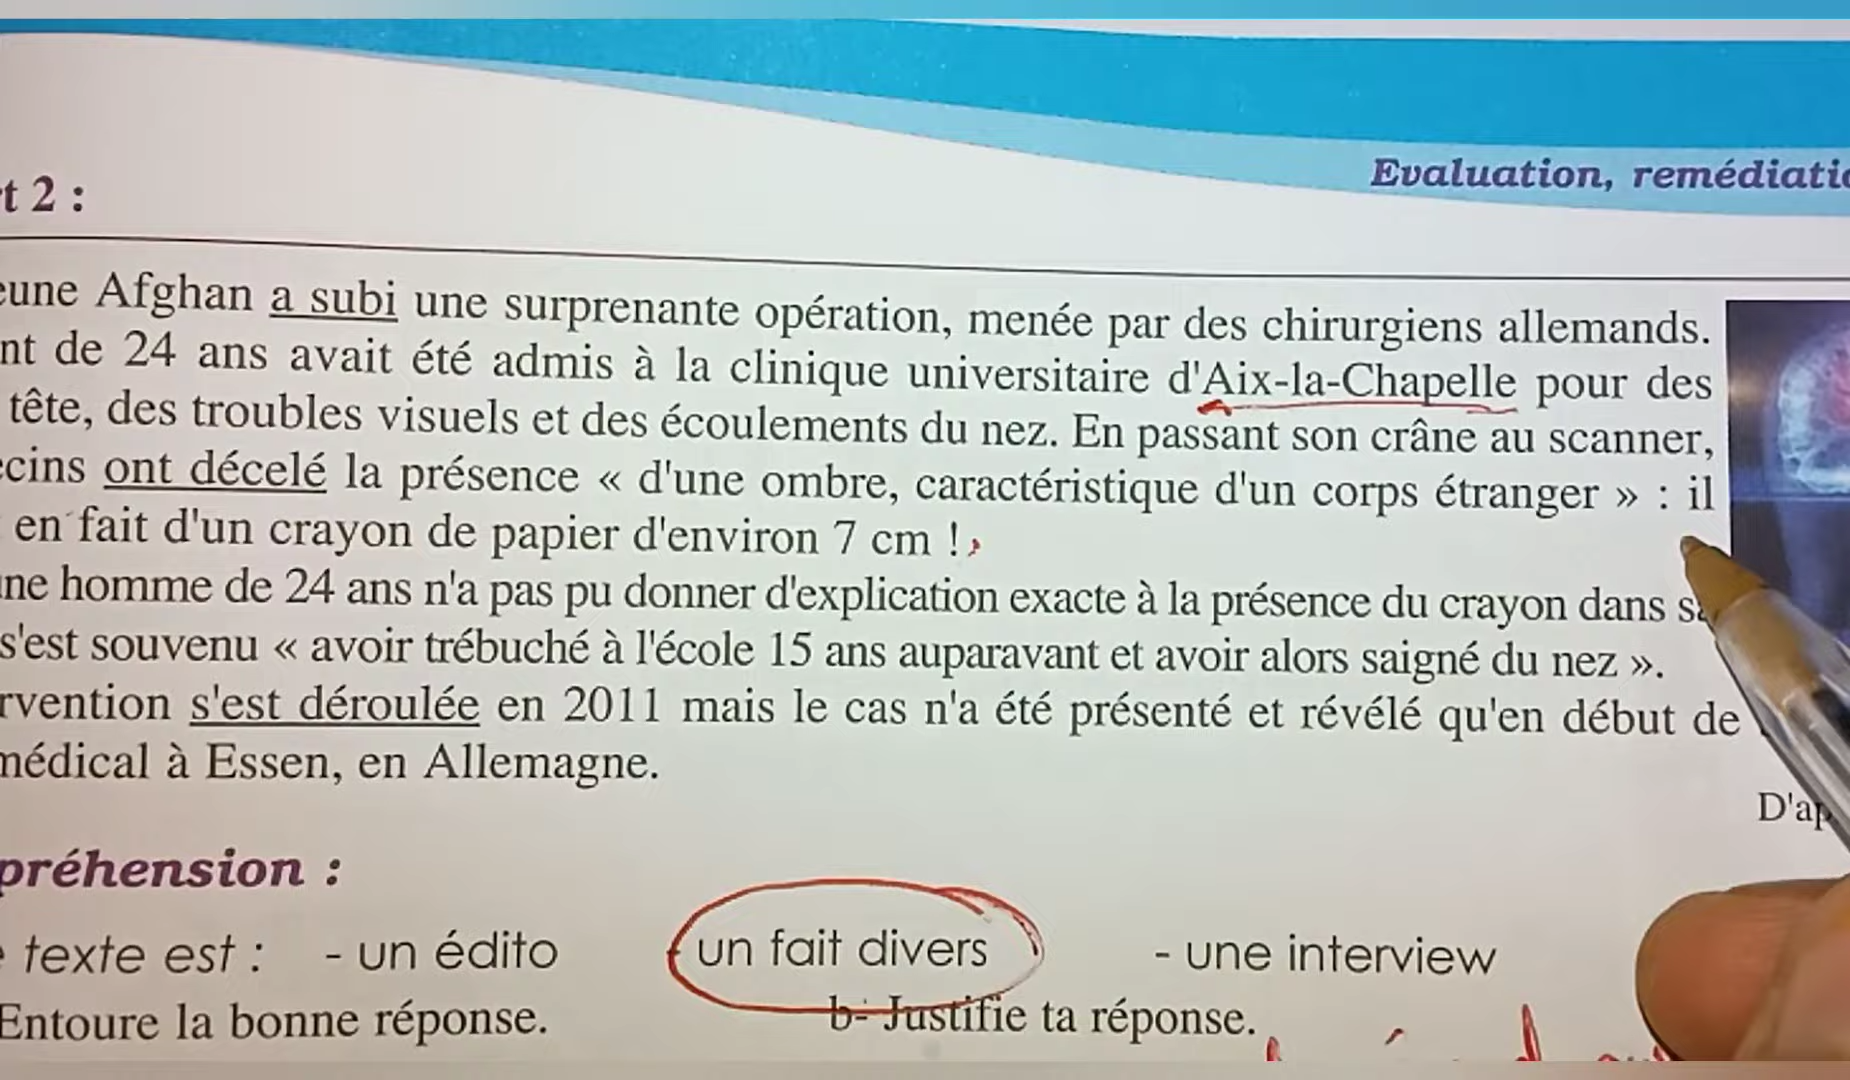 Evaluation, remédiati
t 2 :
eune Afghan a subi une surprenante opération, menée par des chirurgiens allemands.
nt de 24 ans avait été admis à la clinique universitaire d'Aix-la-Chapelle pour des
tête, des troubles visuels et des écoulements du nez. En passant son crâne au scanner,
ecins ont décelé la présence « d'une ombre, caractéristique d'un corps étranger » : il
en fait d'un crayon de papier d'environ 7 cm !
ne homme de 24 ans n'a pas pu donner d'explication exacte à la présence du crayon dans sa
s'est souvenu « avoir trébuché à l'école 15 ans auparavant et avoir alors saigné du nez ».
rvention s'est déroulée en 2011 mais le cas n'a été présenté et révélé qu'en début de
médical à Essen, en Allemagne.
D'ap
préhension :
texte est : - un édito un fait divers - une interview
Entoure la bonne réponse. b- Justifie ta réponse.